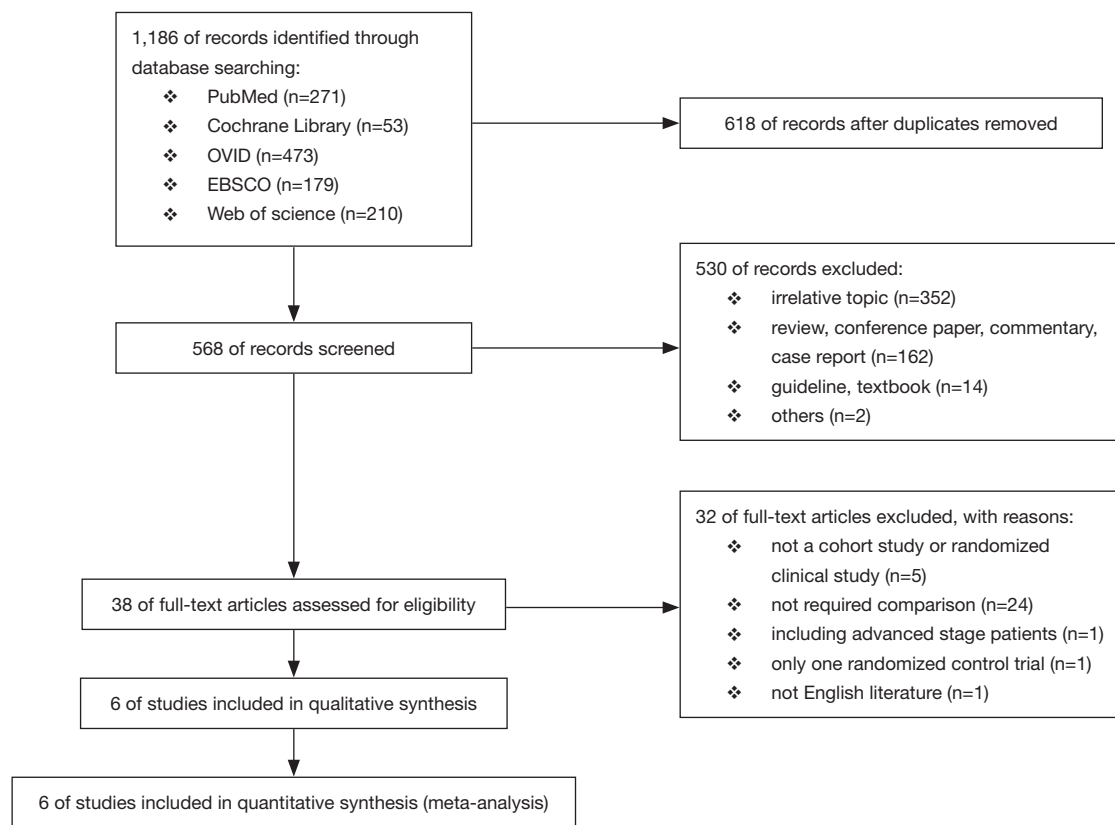 1,186 of records identified through
database searching:
❖ PubMed (n=271)
❖ Cochrane Library (n=53)
❖ OVID (n=473)
❖ EBSCO (n=179)
❖ Web of science (n=210)
618 of records after duplicates removed
530 of records excluded:
❖ irrelative topic (n=352)
❖ review, conference paper, commentary,
case report (n=162)
❖ guideline, textbook (n=14)
❖ others (n=2)
568 of records screened
32 of full-text articles excluded, with reasons:
❖ not a cohort study or randomized
clinical study (n=5)
❖ not required comparison (n=24)
❖ including advanced stage patients (n=1)
❖ only one randomized control trial (n=1)
❖ not English literature (n=1)
38 of full-text articles assessed for eligibility
6 of studies included in qualitative synthesis
6 of studies included in quantitative synthesis (meta-analysis)